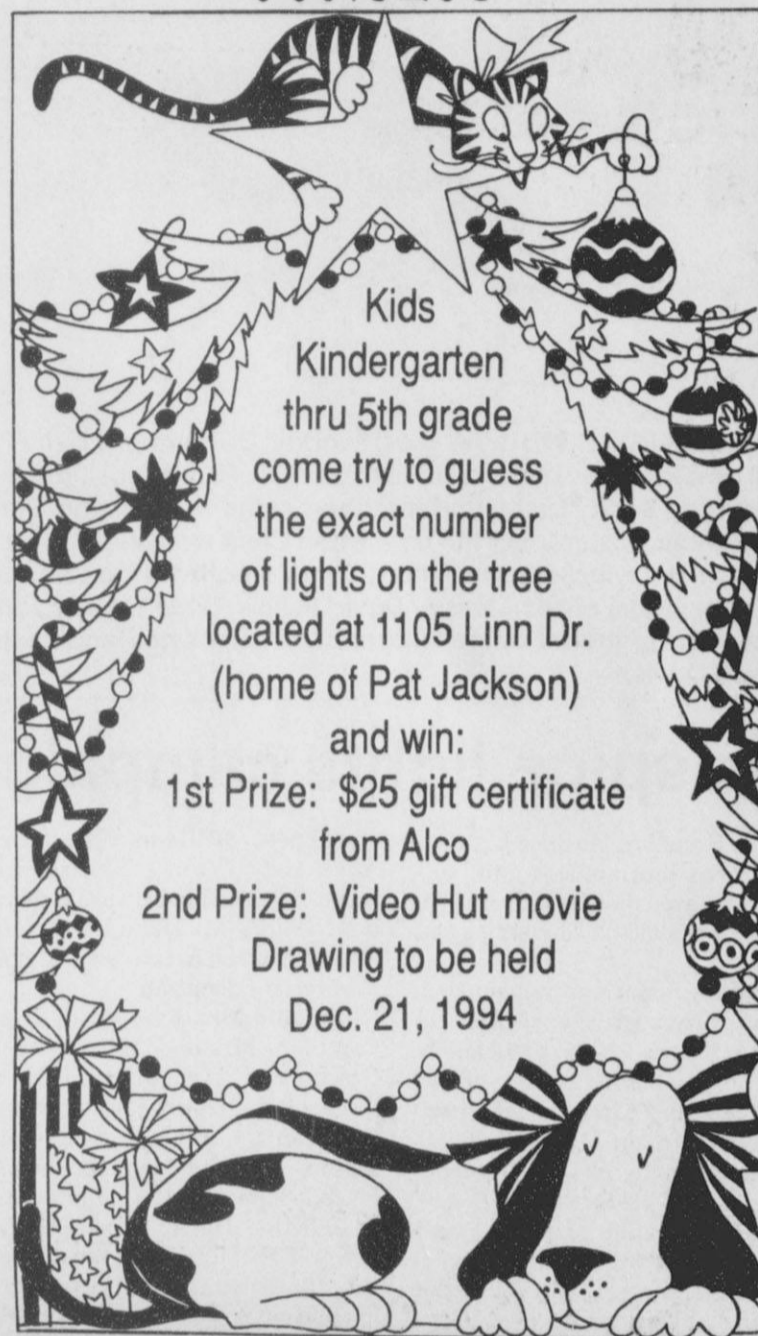 Kids
Kindergarten
thru 5th grade
come try to guess
the exact number
of lights on the tree
located at 1105 Linn Dr.
(home of Pat Jackson)
and win:
1st Prize: $25 gift certificate
from Alco
2nd Prize: Video Hut movie
Drawing to be held
Dec. 21, 1994